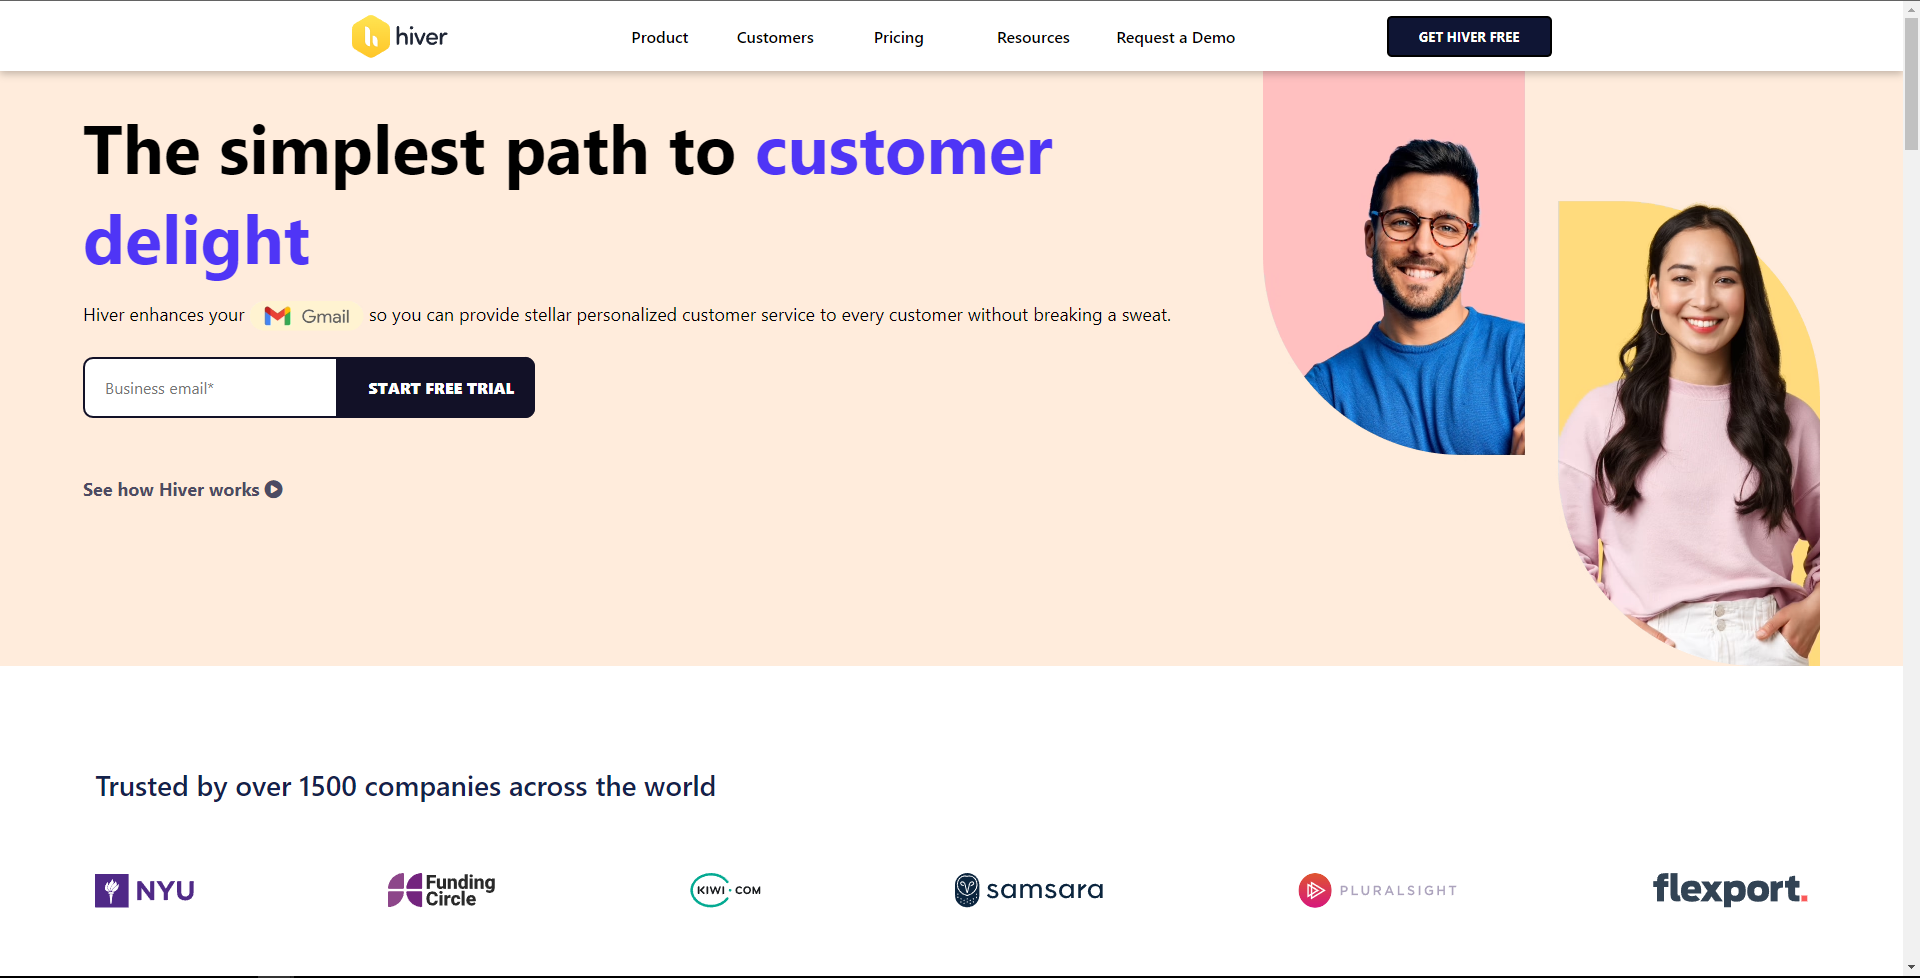 hiver
Product
Customers
Pricing
Resources
Request a Demo
GET HIVER FREE
The simplest path to customer
delight
Hiver enhances your Gmail so you can provide stellar personalized customer service to every customer without breaking a sweat.
Business email*
START FREE TRIAL
See how Hiver works
Trusted by over 1500 companies across the world
NYU
Funding
Circle
KIWI.COM
samsara
PLURALSIGHT
flexport.